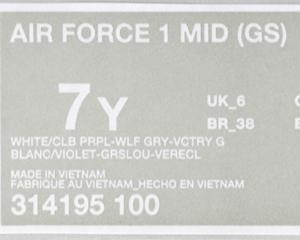 AIR FORCE 1 MID (GS)
7Y UK_6
BR_38
WHITE/CLB PRPL-WLF GRY-VCTRY G
BLANC/VIOLET-GRSLOU-VERECL
MADE IN VIETNAM
FABRIQUE AU VIETNAM_HECHO EN VIETNAM
314195 100